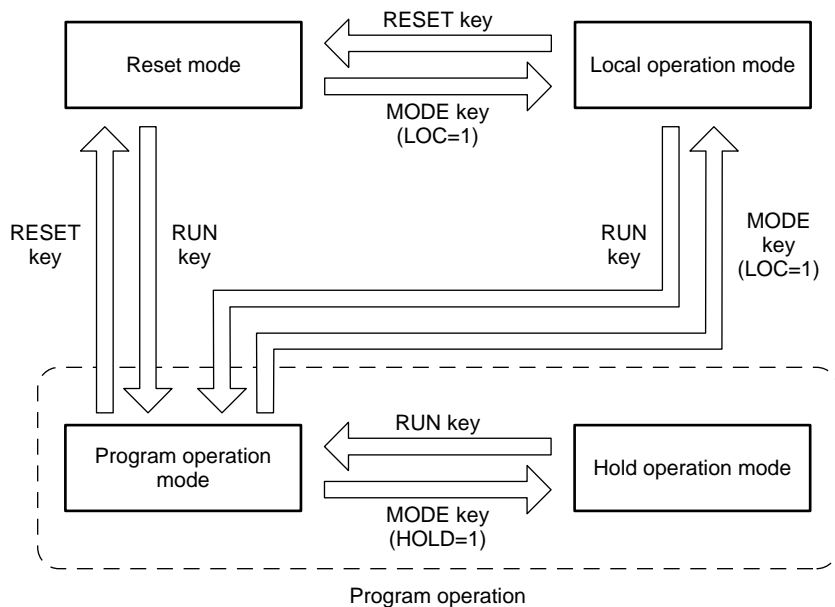 RESET key
Reset mode
Local operation mode
MODE key
(LOC=1)
RESET
key
RUN
key
RUN
key
MODE
key
(LOC=1)
Program operation
mode
RUN key
Hold operation mode
MODE key
(HOLD=1)
Program operation